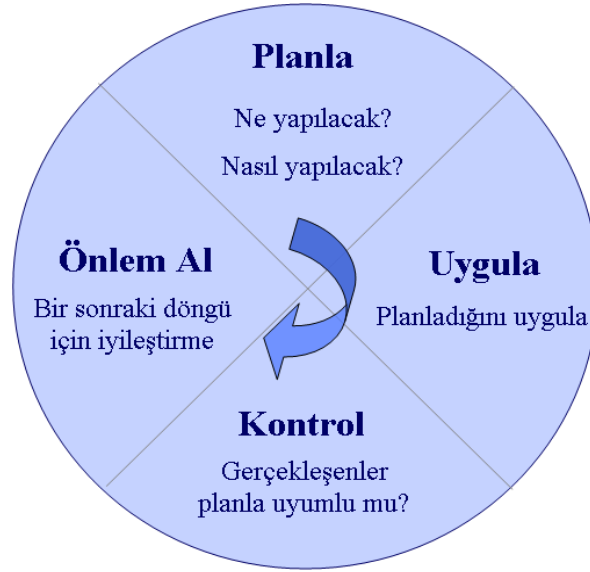 Planla
Ne yapılacak?
Nasıl yapılacak?
Uygula
Planladığını uygula
Kontrol
Gerçekleşenler
planla uyumlu mu?
Önlem Al
Bir sonraki döngü
için iyileştirme